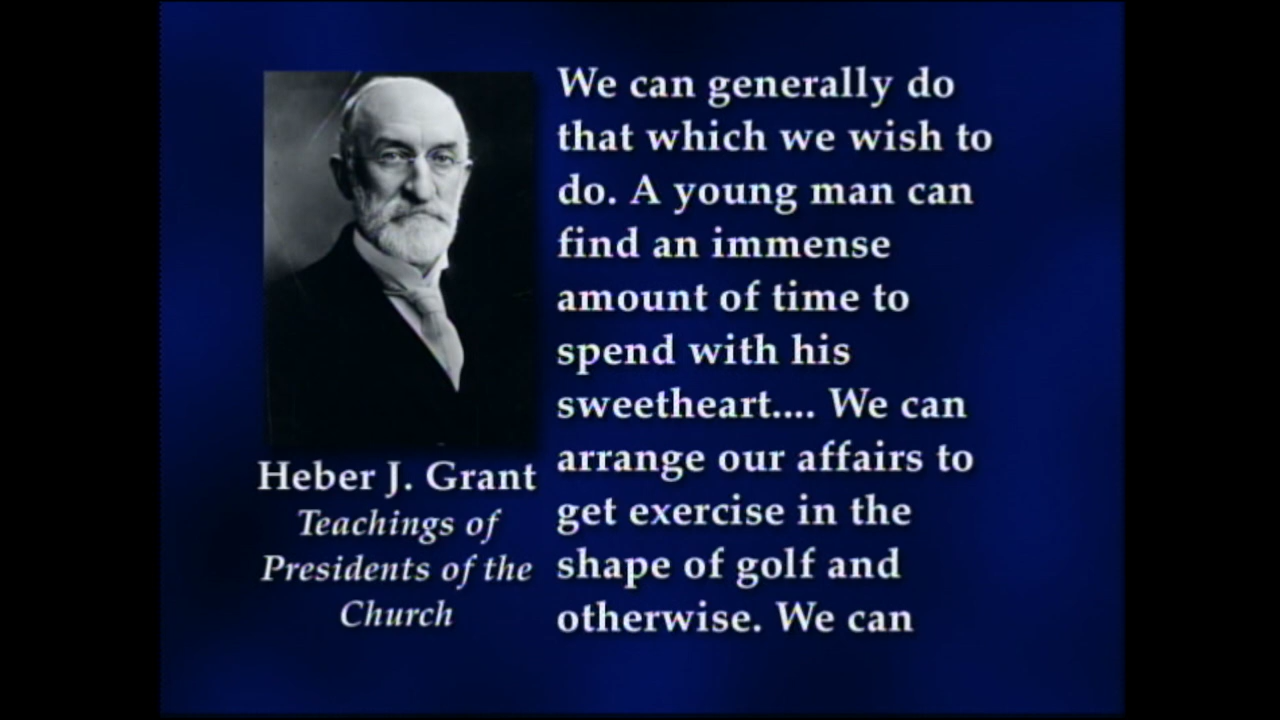 We can generally do
that which we wish to
do. A young man can
find an immense
amount of time to
spend with his
sweetheart.... We can
arrange our affairs to
get exercise in the
shape of golf and
otherwise. We can
Heber J. Grant
Teachings of
Presidents of the
Church